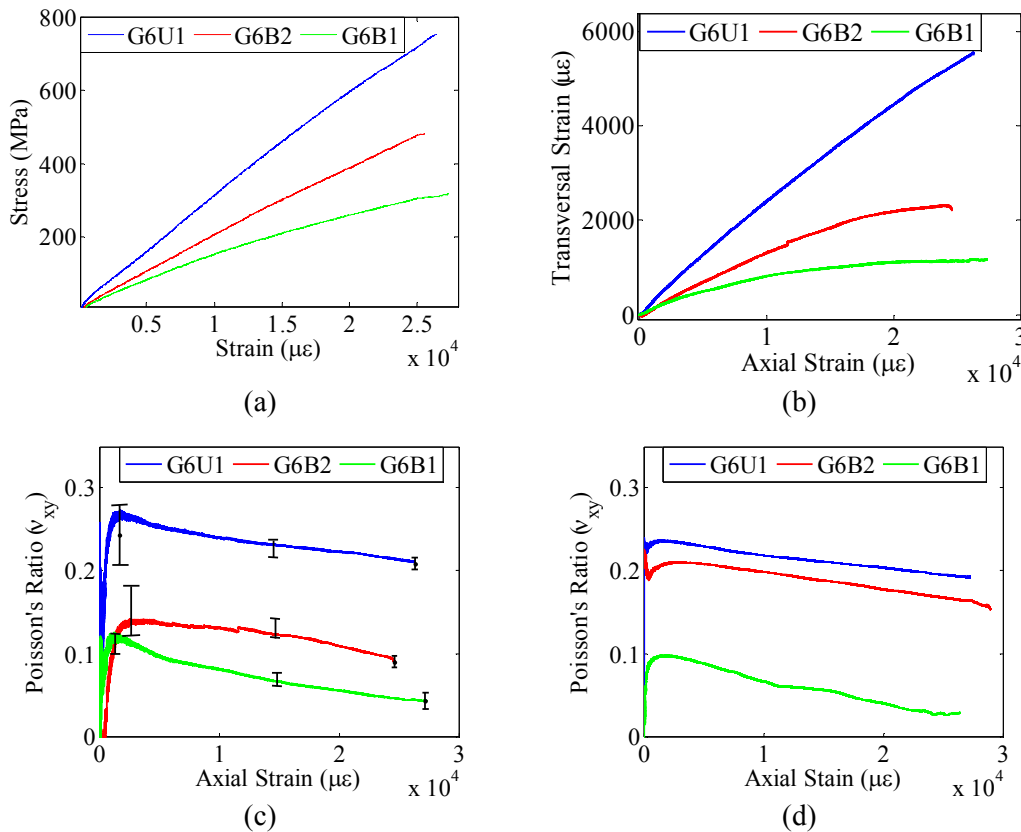 G6U1 G6B2 G6B1
800
600
400
200
Stress (MPa)
0.5 1 1.5 2 2.5
Strain (με)
x 10^4
(a)
G6U1 G6B2 G6B1
6000
4000
2000
0
Transversal Strain (με)
0 1 2 3
Axial Strain (με)
x 10^4
(b)
G6U1 G6B2 G6B1
0.3
0.2
0.1
0
Poisson's Ratio (ν_xy)
0 1 2 3
Axial Strain (με)
x 10^4
(c)
G6U1 G6B2 G6B1
0.3
0.2
0.1
0
Poisson's Ratio (ν_xy)
0 1 2 3
Axial Stain (με)
x 10^4
(d)